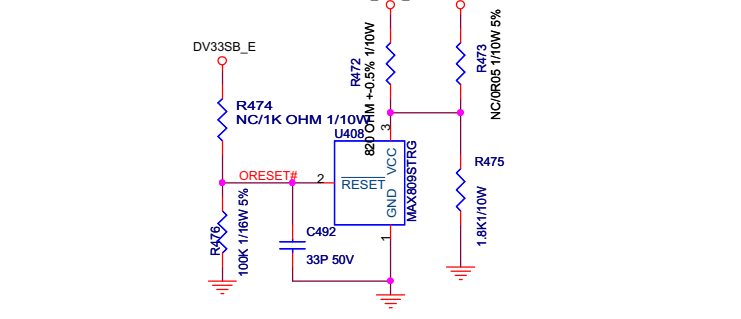 DV33SB_E
R472
820 OHM +-0.5% 1/10W
R473
NC/0R05 1/10W 5%
R474
NC/1K OHM 1/10W
U408
3
VCC
MAX809STRG
R475
1.8K1/10W
ORESET#
2
RESET
GND
1
R476
100K 1/16W 5%
C492
33P 50V